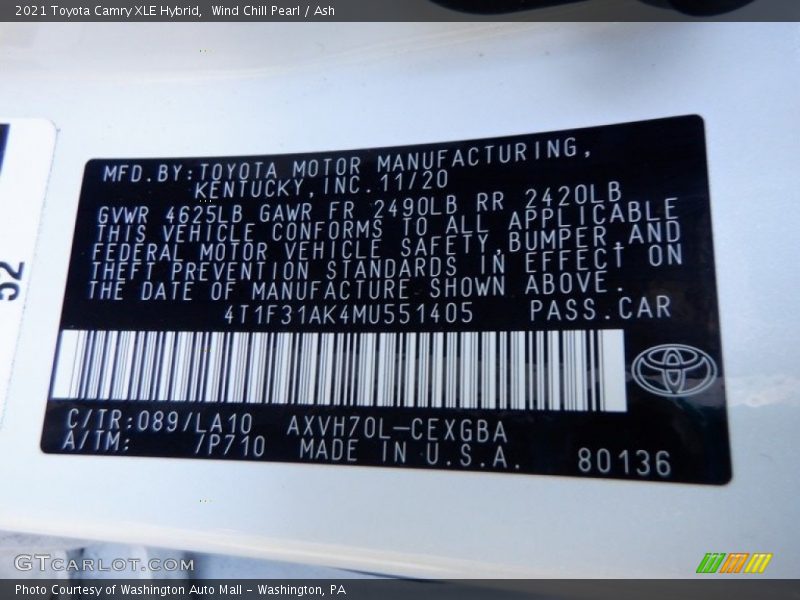 2021 Toyota Camry XLE Hybrid,  Wind Chill Pearl / Ash
52
MFD.BY:TOYOTA MOTOR MANUFACTURING,
KENTUCKY,INC.11/20
GVWR 4625LB GAWR FR 2490LB RR 2420LB
THIS VEHICLE CONFORMS TO ALL APPLICABLE
FEDERAL MOTOR VEHICLE SAFETY,BUMPER,AND
THEFT PREVENTION STANDARDS IN EFFECT ON
THE DATE OF MANUFACTURE SHOWN ABOVE.
4T1F31AK4MU551405 PASS.CAR
C/TR:089/LA10 AXVH70L-CEXGBA
A/TM: /P710 MADE IN U.S.A. 80136
GTCarLot.com
Photo Courtesy of Washington Auto Mall - Washington, PA